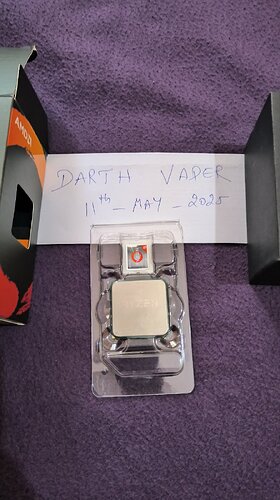 AMD
DARTH VAPER
11th - MAY - 2025
RYZEN